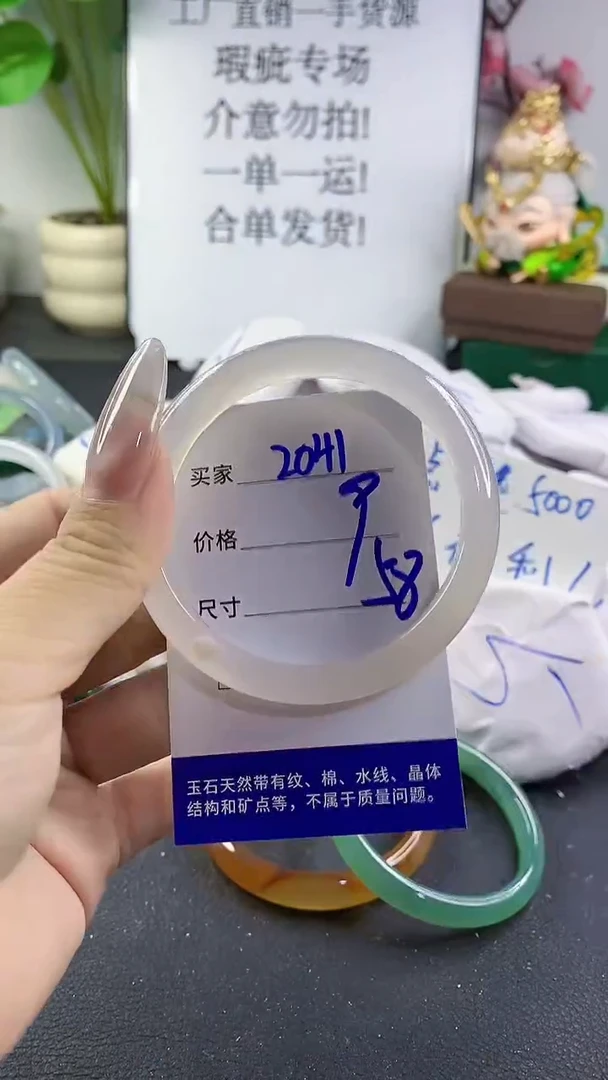 工厂直销一手货源
瑕疵专场
介意勿拍!
一单一运!
合单发货!
买家 2041
价格
尺寸 58
5000
玉石天然带有纹、棉、水线、晶体
结构和矿点等，不属于质量问题。